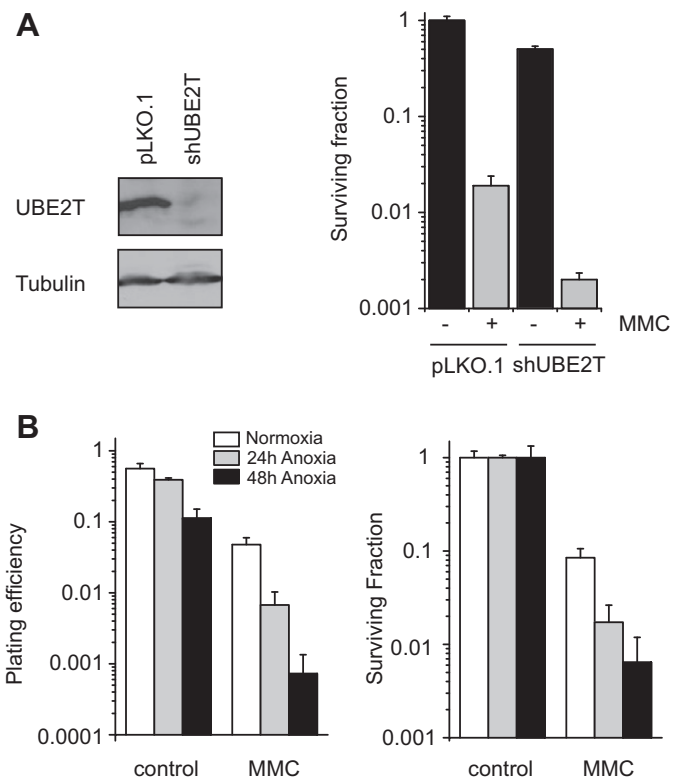 A
pLKO.1
shUBE2T
UBE2T
Tubulin
Surviving fraction
1
0.1
0.01
0.001
- + - + MMC
pLKO.1 shUBE2T
B
Normoxia
24h Anoxia
48h Anoxia
Plating efficiency
1
0.1
0.01
0.001
0.0001
control MMC
Surviving Fraction
1
0.1
0.01
0.001
control MMC